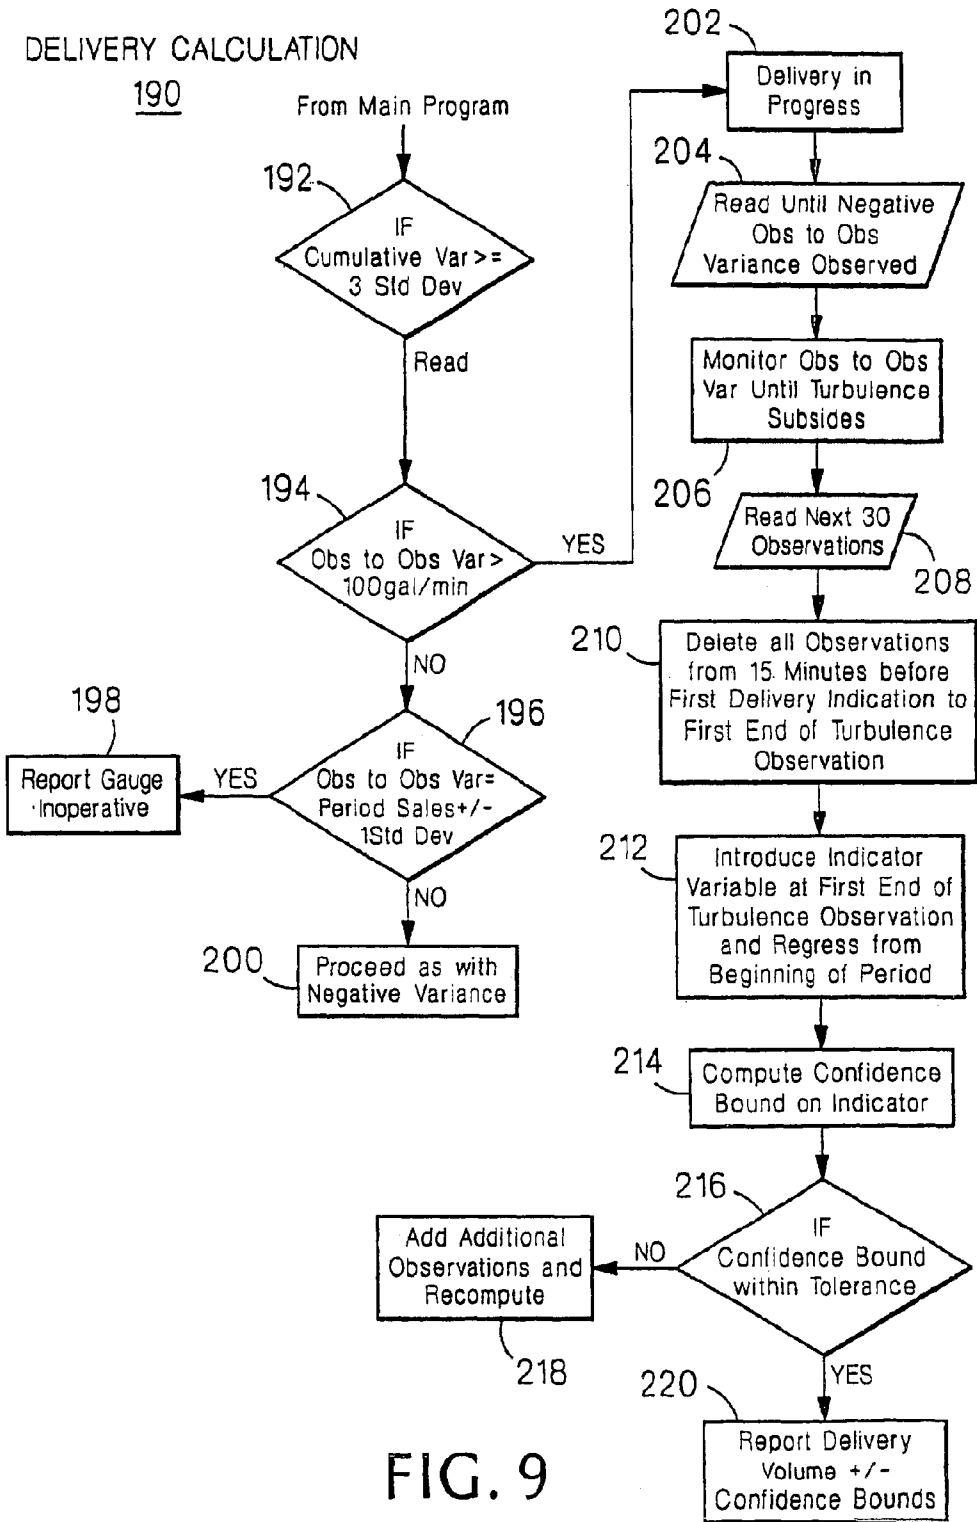 DELIVERY CALCULATION
190
From Main Program
192
IF
Cumulative Var>=
3 Std Dev
Read
194
IF
Obs to Obs Var>
100gal/min
YES
NO
196
IF
Obs to Obs Var=
Period Sales+/-
1Std Dev
YES
198
Report Gauge
Inoperative
NO
200
Proceed as with
Negative Variance
202
Delivery in
Progress
204
Read Until Negative
Obs to Obs
Variance Observed
Monitor Obs to Obs
Var Until Turbulence
Subsides
206
Read Next 30
Observations
208
210
Delete all Observations
from 15 Minutes before
First Delivery Indication to
First End of Turbulence
Observation
212
Introduce Indicator
Variable at First End of
Turbulence Observation
and Regress from
Beginning of Period
214
Compute Confidence
Bound on Indicator
216
IF
Confidence Bound
within Tolerance
NO
Add Additional
Observations and
Recompute
218
YES
220
Report Delivery
Volume +/-
Confidence Bounds
FIG. 9